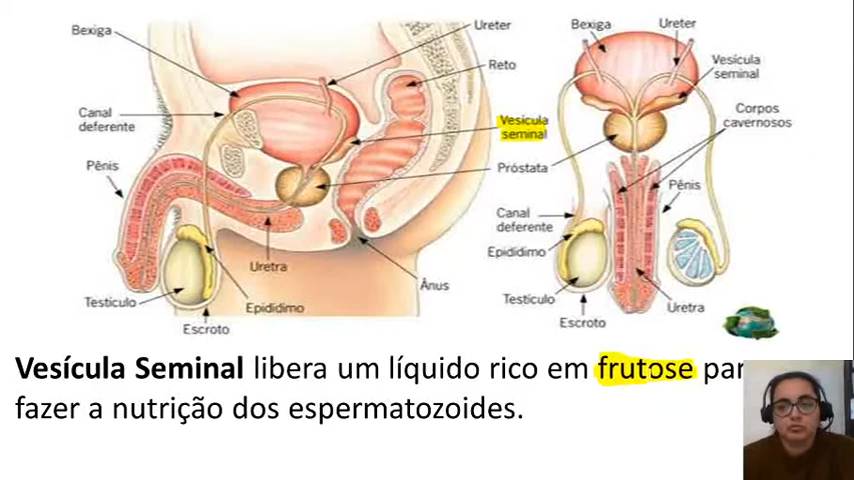 Bexiga
Ureter
Reto
Canal
deferente
Vesícula
seminal
Pênis
Próstata
Uretra
Ânus
Testículo
Epidídimo
Escroto
Bexiga
Ureter
Vesícula
seminal
Corpos
cavernosos
Pênis
Canal
deferente
Epidídimo
Testículo
Uretra
Escroto
Vesícula Seminal libera um líquido rico em frutose
fazer a nutrição dos espermatozoides.